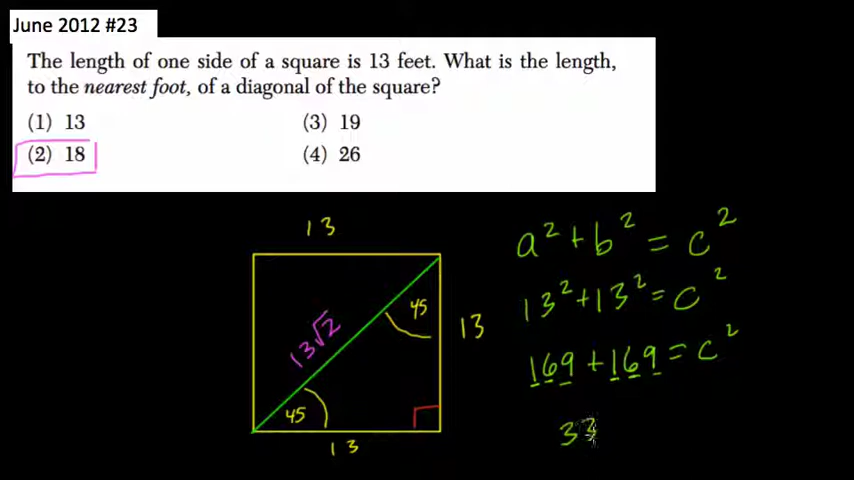 June 2012 #23
The length of one side of a square is 13 feet. What is the length,
to the nearest foot, of a diagonal of the square?
(1) 13
(3) 19
(2) 18
(4) 26
13
a² + b² = c²
13² + 13² = c²
45
13√2
13
169 + 169 = c²
45
33
13